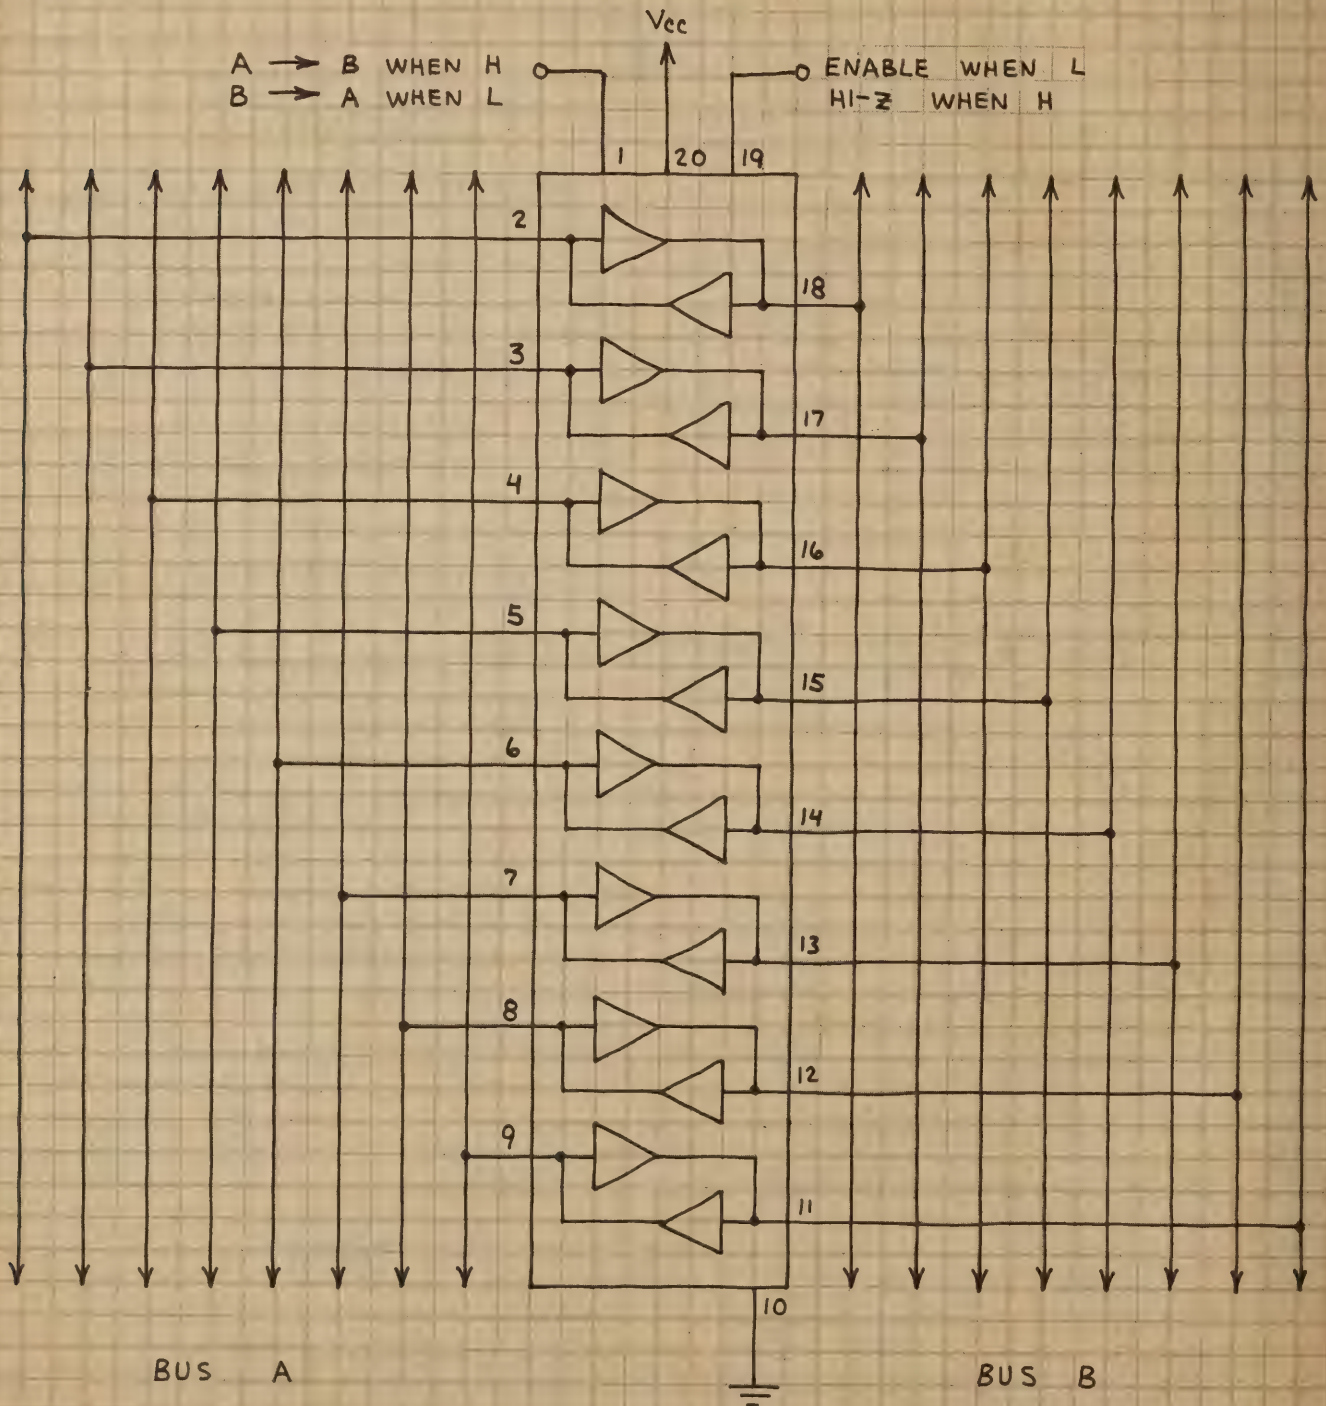 Vcc
A → B WHEN H
B → A WHEN L
ENABLE WHEN L
HI-Z WHEN H
1 20 19
2
18
3
17
4
16
5
15
6
14
7
13
8
12
9
11
10
BUS A
BUS B